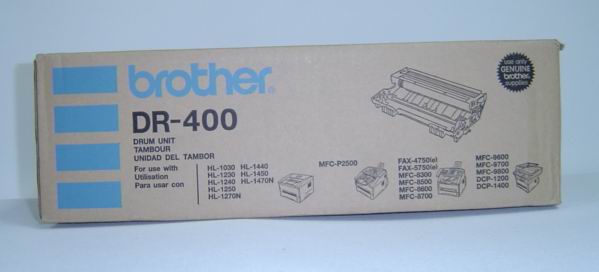 brother
DR-400
DRUM UNIT
TAMBOUR
UNIDAD DEL TAMBOR
For use with
Utilisation
Para usar con
HL-1030 HL-1440
HL-1230 HL-1450
HL-1240 HL-1470N
HL-1250
HL-1270N
MFC-P2500
FAX-4750(e)
FAX-5750(e)
MFC-8300
MFC-8500
MFC-8600
MFC-8700
MFC-9600
MFC-9700
MFC-9800
DCP-1200
DCP-1400
use only
GENUINE
brother
supplies